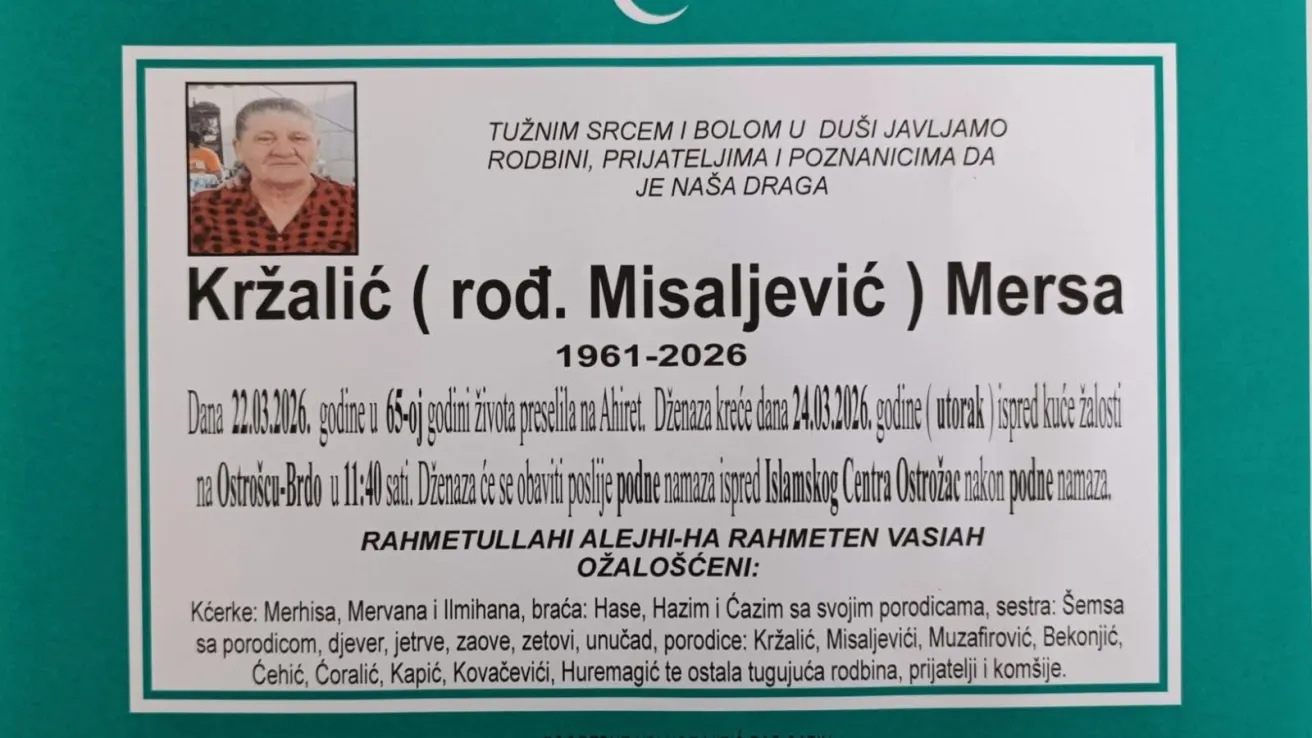 TUŽNIM SRCEM I BOLOM U DUŠI JAVLJAMO
RODBINI, PRIJATELJIMA I POZNANICIMA DA
JE NAŠA DRAGA
Kržalić ( rođ. Misaljević ) Mersa
1961-2026
Dana 22.03.2026. godine u 65-oj godini života preselila na Ahiret. Dženaza kreće dana 24.03.2026. godine ( utorak ) ispred kuće žalosti
na Ostrošcu-Brdo u 11:40 sati. Dženaza će se obaviti poslije podne namaza ispred Islamskog Centra Ostrožac nakon podne namaza.
RAHMETULLAHI ALEJHI-HA RAHMETEN VASIAH
OŽALOŠĆENI:
Kćerke: Merhisa, Mervana i Ilmihana, braća: Hase, Hazim i Ćazim sa svojim porodicama, sestra: Šemsa
sa porodicom, djever, jetrve, zaove, zetovi, unučad, porodice: Kržalić, Misaljevići, Muzafirović, Bekonjić,
Ćehić, Ćoralić, Kapić, Kovačevići, Huremagić te ostala tugujuća rodbina, prijatelji i komšije.